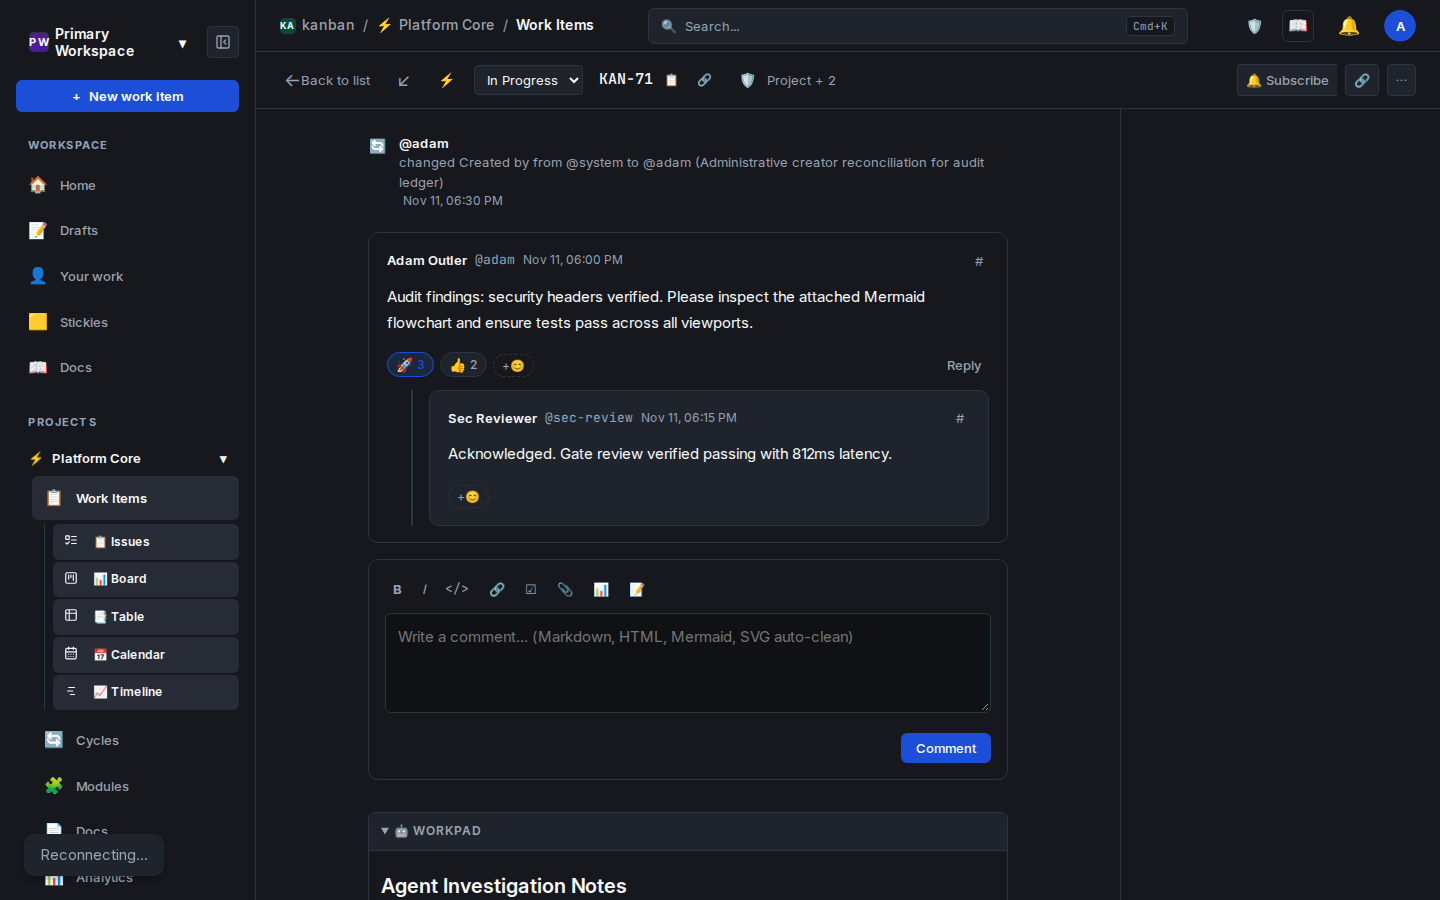 PW Primary Workspace ▼
+ New work item
WORKSPACE
Home
Drafts
Your work
Stickies
Docs
PROJECTS
Platform Core ▼
Work Items
Issues
Board
Table
Calendar
Timeline
Cycles
Modules
Docs
Analytics
Reconnecting...
KA kanban / Platform Core / Work Items
Search... Cmd+K
A
Back to list
In Progress
KAN-71
Project + 2
Subscribe
...
@adam
changed Created by from @system to @adam (Administrative creator reconciliation for audit
ledger)
Nov 11, 06:30 PM
Adam Outler @adam Nov 11, 06:00 PM #
Audit findings: security headers verified. Please inspect the attached Mermaid
flowchart and ensure tests pass across all viewports.
3 2 + Reply
Sec Reviewer @sec-review Nov 11, 06:15 PM #
Acknowledged. Gate review verified passing with 812ms latency.
+
B I </>
Write a comment... (Markdown, HTML, Mermaid, SVG auto-clean)
Comment
▼ WORKPAD
Agent Investigation Notes